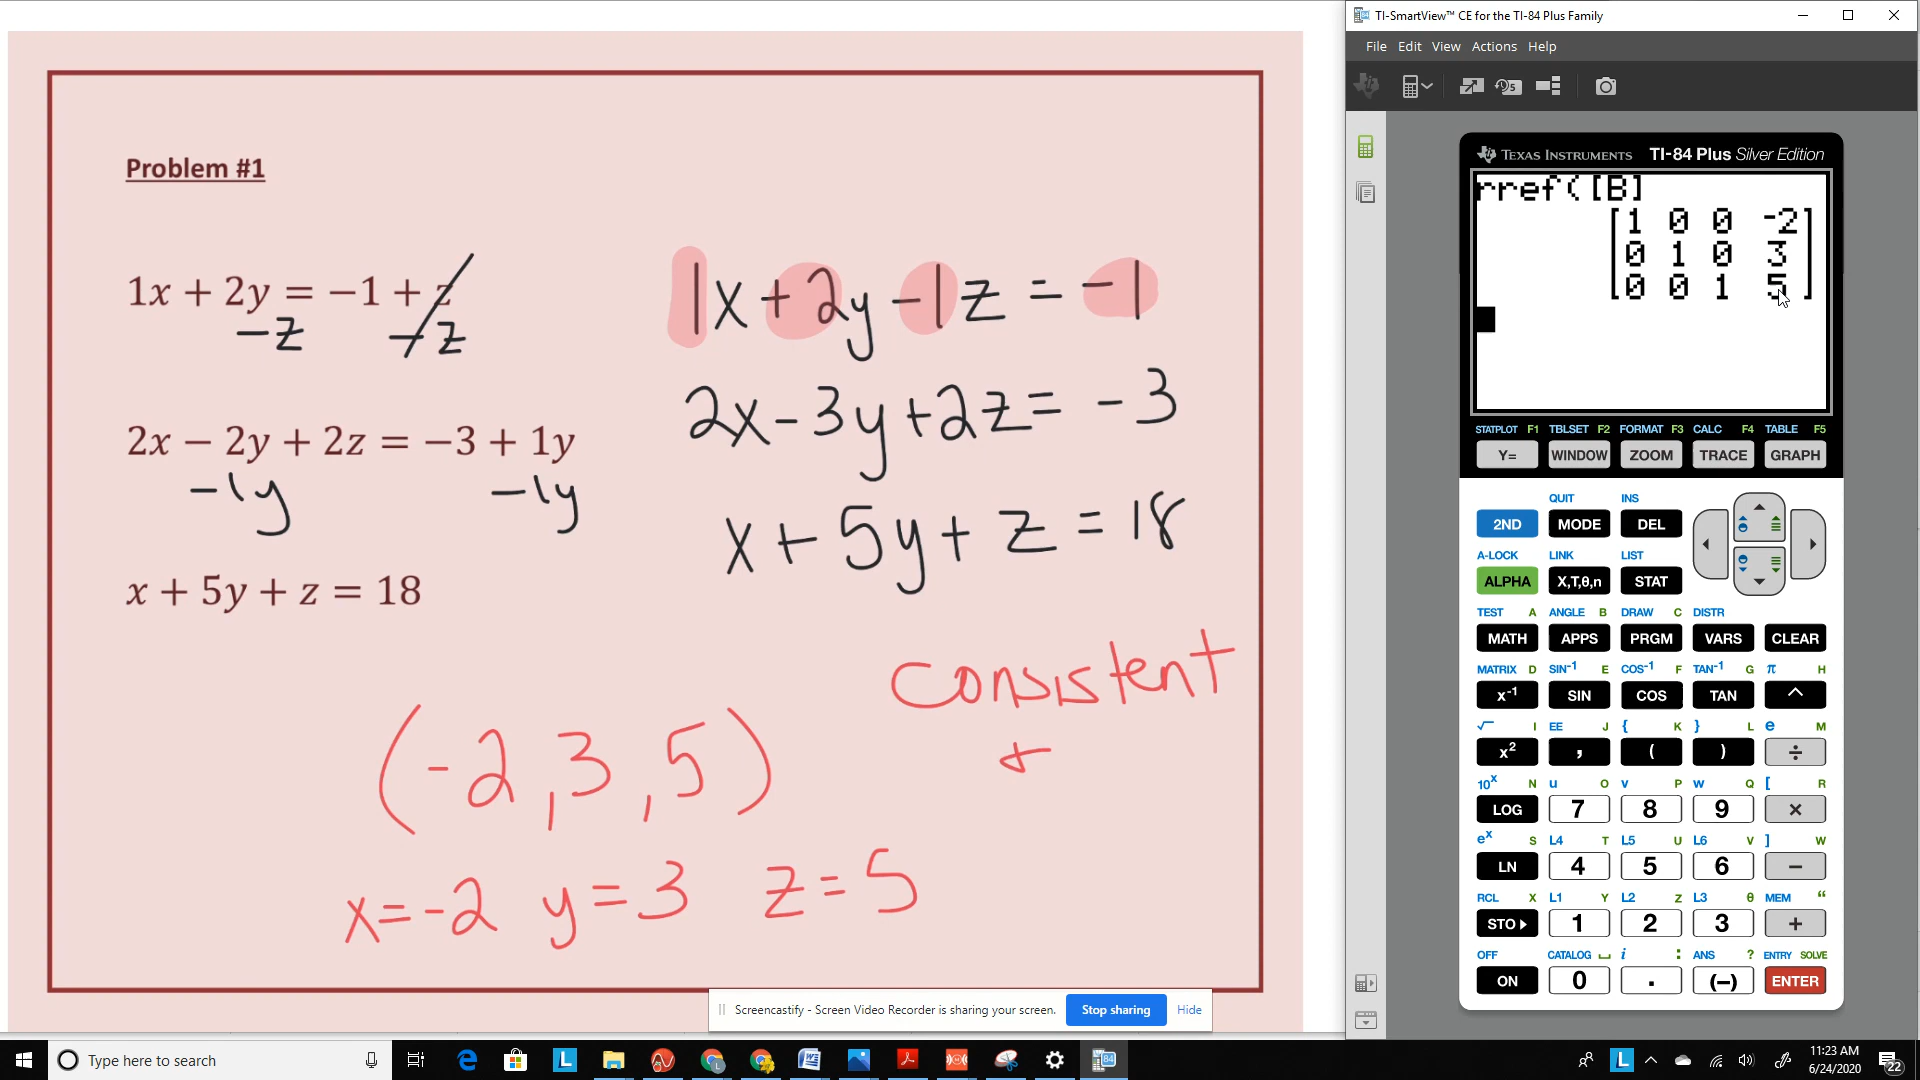 Problem #1
1x + 2y = −1 + z
−z −z
2x − 2y + 2z = −3 + 1y
−1y −1y
x + 5y + z = 18
1x +2y −1z = −1
2x − 3y + 2z = −3
x + 5y + z = 18
consistent
&
(−2, 3, 5)
x = −2 y = 3 z = 5
Screencastify - Screen Video Recorder is sharing your screen. Stop sharing Hide
TI-SmartView™ CE for the TI-84 Plus Family
File Edit View Actions Help
TEXAS INSTRUMENTS TI-84 Plus Silver Edition
rref([B]
[1 0 0 -2]
[0 1 0 3]
[0 0 1 5]
STATPLOT F1 TBLSET F2 FORMAT F3 CALC F4 TABLE F5
Y= WINDOW ZOOM TRACE GRAPH
QUIT INS
2ND MODE DEL
A-LOCK LINK LIST
ALPHA X,T,θ,n STAT
TEST A ANGLE B DRAW C DISTR
MATH APPS PRGM VARS CLEAR
MATRIX D SIN⁻¹ E COS⁻¹ F TAN⁻¹ G π H
x⁻¹ SIN COS TAN ^
√ I EE J { K } L e M
x² , ( ) ÷
10ˣ N u O v P w Q [ R
LOG 7 8 9 ×
eˣ S L4 T L5 U L6 V ] W
LN 4 5 6 −
RCL X L1 Y L2 Z L3 θ MEM “
STO▸ 1 2 3 +
OFF CATALOG ⎵ i : ANS ? ENTRY SOLVE
ON 0 . (−) ENTER
Type here to search
11:23 AM
6/24/2020
22